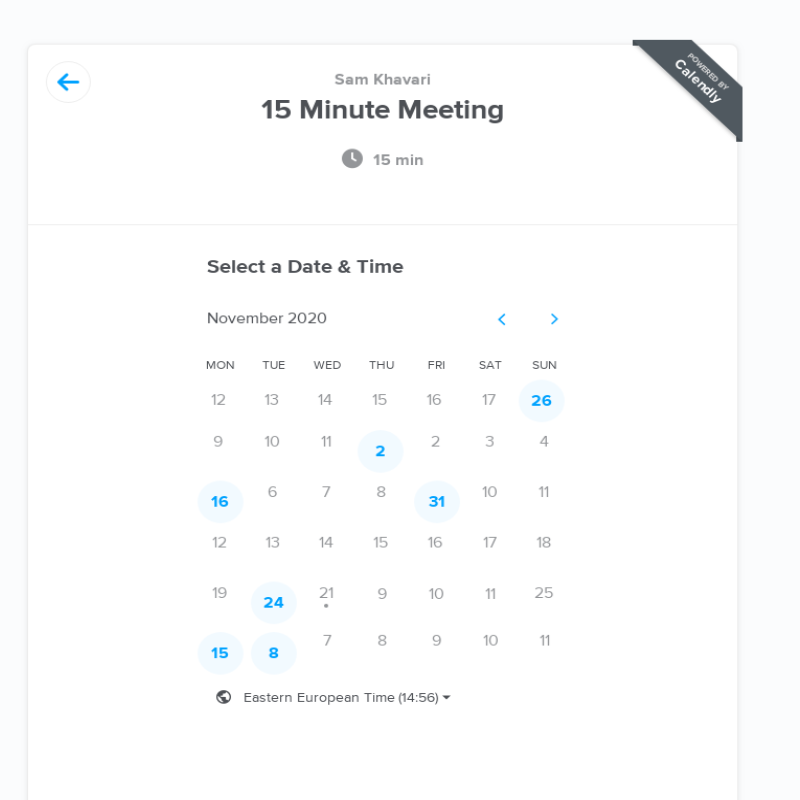 Sam Khavari
POWERED BY
Calendly
15 Minute Meeting
15 min
Select a Date & Time
November 2020
MON TUE WED THU FRI SAT SUN
12 13 14 15 16 17 26
9 10 11 2 2 3 4
16 6 7 8 31 10 11
12 13 14 15 16 17 18
19 24 21 9 10 11 25
15 8 7 8 9 10 11
Eastern European Time (14:56)